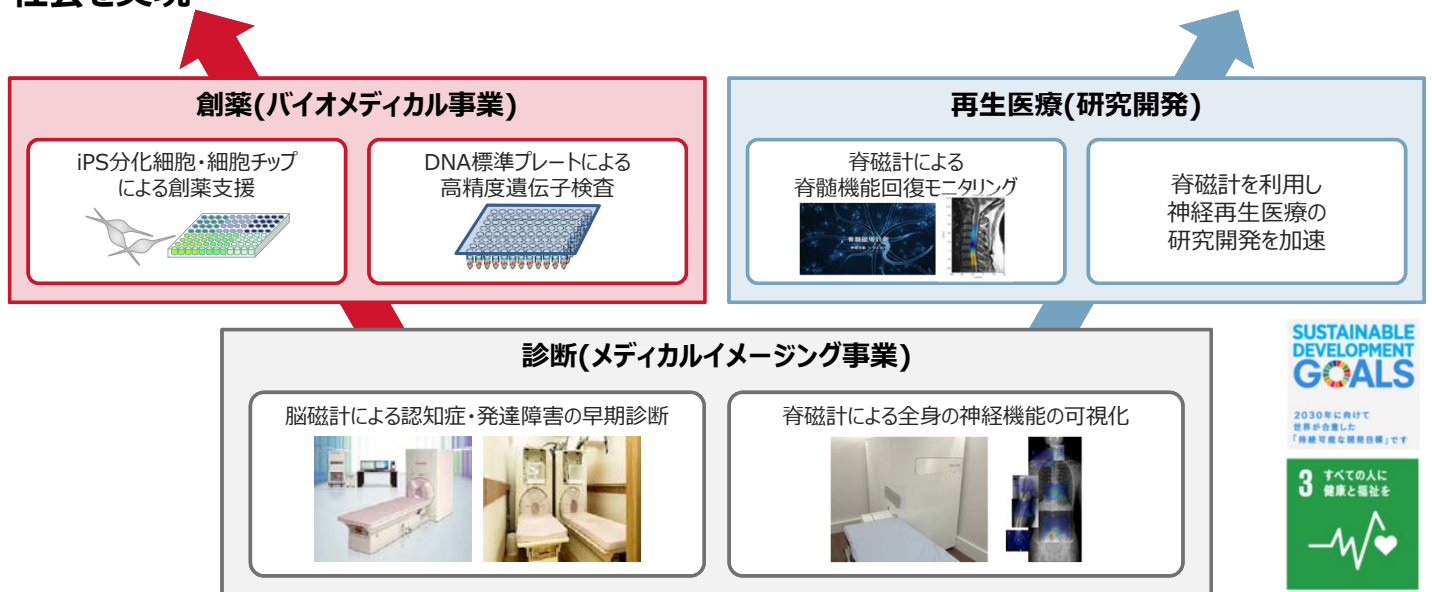 社会を実現
創薬(バイオメディカル事業)
iPS分化細胞・細胞チップ
による創薬支援
DNA標準プレートによる
高精度遺伝子検査
再生医療(研究開発)
脊磁計による
脊髄機能回復モニタリング
脊磁計を利用し
神経再生医療の
研究開発を加速
診断(メディカルイメージング事業)
脳磁計による認知症・発達障害の早期診断
脊磁計による全身の神経機能の可視化
SUSTAINABLE
DEVELOPMENT
GOALS
2030年に向けて
世界が合意した
「持続可能な開発目標」です
3 すべての人に
健康と福祉を